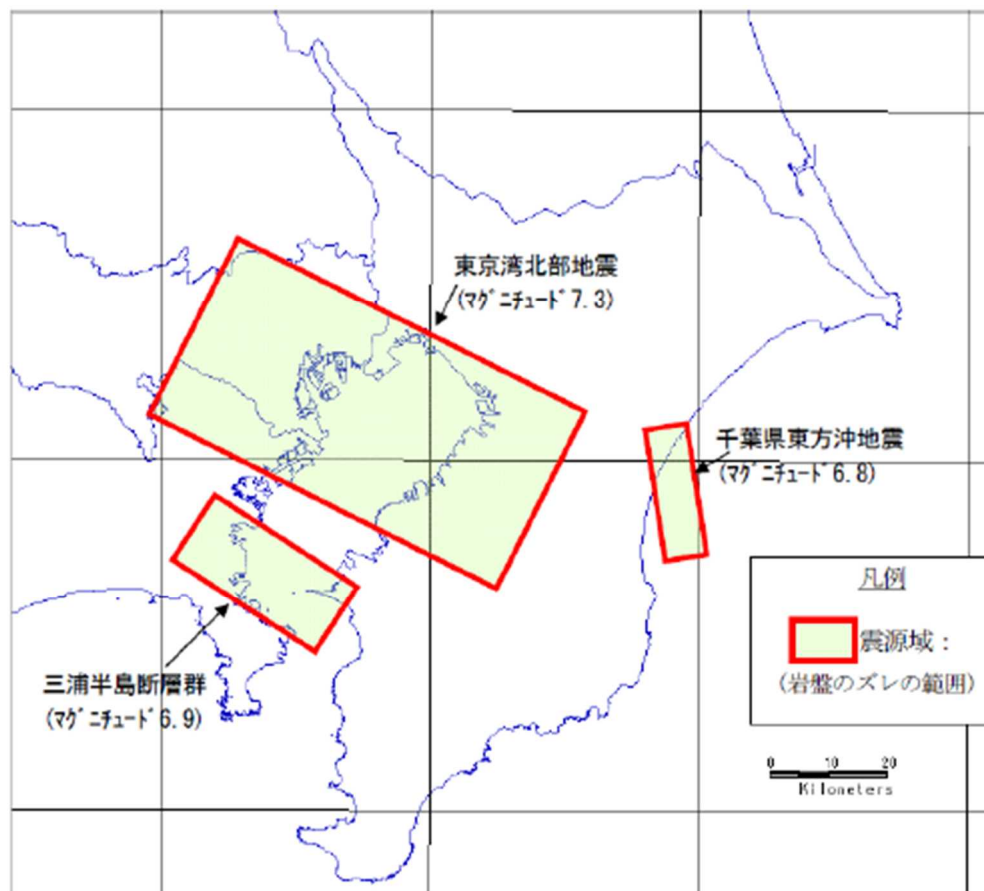 東京湾北部地震
(マグニチュード7.3)
千葉県東方沖地震
(マグニチュード6.8)
三浦半島断層群
(マグニチュード6.9)
凡例
震源域：
(岩盤のズレの範囲)
0 10 20
Kilometers